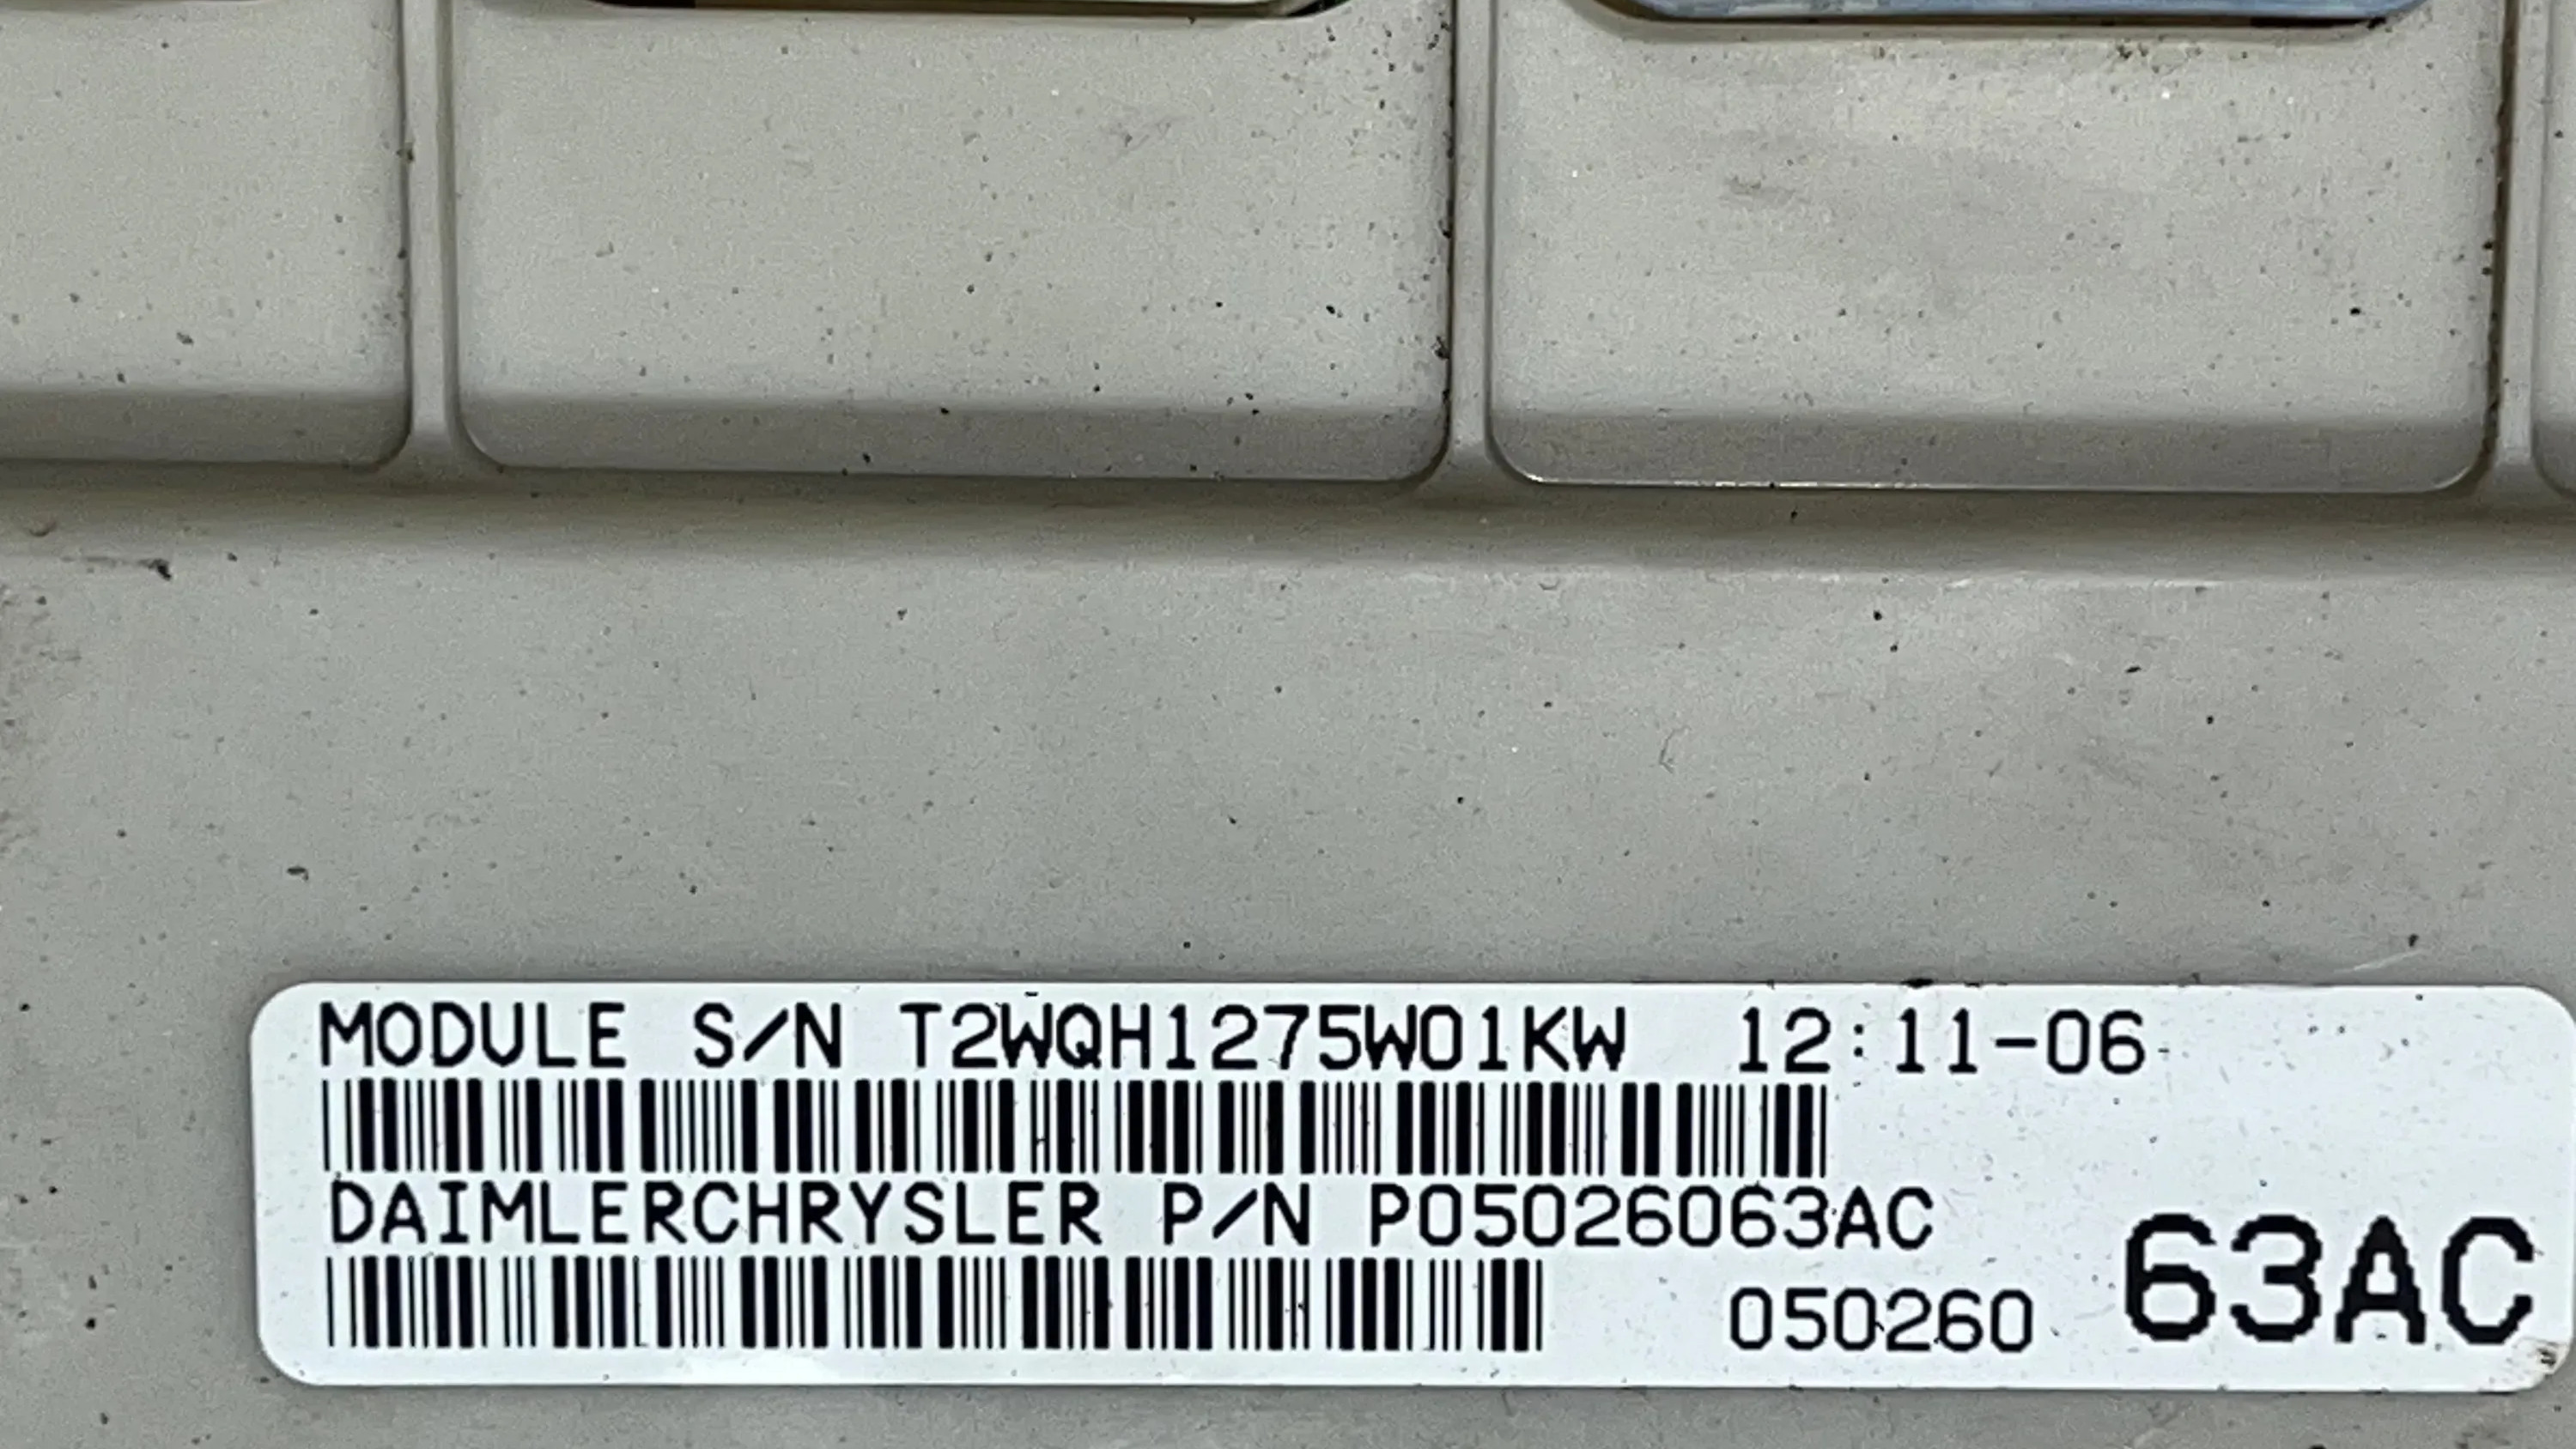 MODULE S/N T2WQH1275W01KW 12:11-06
DAIMLERCHRYSLER P/N P05026063AC
050260 63AC